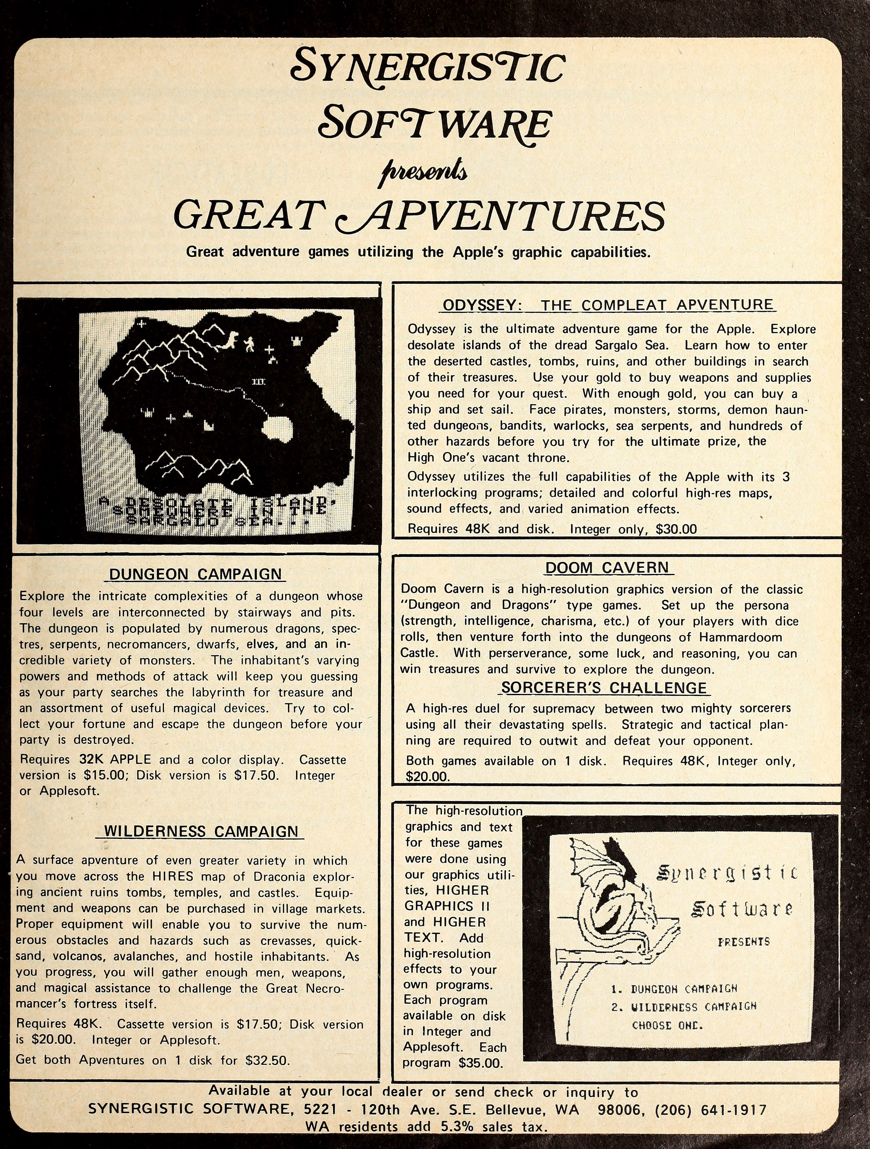 SYNERGISTIC
SOFTWARE
presents
GREAT APVENTURES
Great adventure games utilizing the Apple's graphic capabilities.
A DESOLATE ISLAND,
SOMEWHERE IN THE
SARGALO SEA...
ODYSSEY: THE COMPLEAT APVENTURE
Odyssey is the ultimate adventure game for the Apple. Explore
desolate islands of the dread Sargalo Sea. Learn how to enter
the deserted castles, tombs, ruins, and other buildings in search
of their treasures. Use your gold to buy weapons and supplies
you need for your quest. With enough gold, you can buy a
ship and set sail. Face pirates, monsters, storms, demon haun-
ted dungeons, bandits, warlocks, sea serpents, and hundreds of
other hazards before you try for the ultimate prize, the
High One's vacant throne.
Odyssey utilizes the full capabilities of the Apple with its 3
interlocking programs; detailed and colorful high-res maps,
sound effects, and varied animation effects.
Requires 48K and disk. Integer only, $30.00
DUNGEON CAMPAIGN
Explore the intricate complexities of a dungeon whose
four levels are interconnected by stairways and pits.
The dungeon is populated by numerous dragons, spec-
tres, serpents, necromancers, dwarfs, elves, and an in-
credible variety of monsters. The inhabitant's varying
powers and methods of attack will keep you guessing
as your party searches the labyrinth for treasure and
an assortment of useful magical devices. Try to col-
lect your fortune and escape the dungeon before your
party is destroyed.
Requires 32K APPLE and a color display. Cassette
version is $15.00; Disk version is $17.50. Integer
or Applesoft.
WILDERNESS CAMPAIGN
A surface apventure of even greater variety in which
you move across the HIRES map of Draconia explor-
ing ancient ruins tombs, temples, and castles. Equip-
ment and weapons can be purchased in village markets.
Proper equipment will enable you to survive the num-
erous obstacles and hazards such as crevasses, quick-
sand, volcanos, avalanches, and hostile inhabitants. As
you progress, you will gather enough men, weapons,
and magical assistance to challenge the Great Necro-
mancer's fortress itself.
Requires 48K. Cassette version is $17.50; Disk version
is $20.00. Integer or Applesoft.
Get both Apventures on 1 disk for $32.50.
DOOM CAVERN
Doom Cavern is a high-resolution graphics version of the classic
"Dungeon and Dragons" type games. Set up the persona
(strength, intelligence, charisma, etc.) of your players with dice
rolls, then venture forth into the dungeons of Hammardoom
Castle. With perserverance, some luck, and reasoning, you can
win treasures and survive to explore the dungeon.
SORCERER'S CHALLENGE
A high-res duel for supremacy between two mighty sorcerers
using all their devastating spells. Strategic and tactical plan-
ning are required to outwit and defeat your opponent.
Both games available on 1 disk. Requires 48K, Integer only,
$20.00.
The high-resolution
graphics and text
for these games
were done using
our graphics utili-
ties, HIGHER
GRAPHICS II
and HIGHER
TEXT. Add
high-resolution
effects to your
own programs.
Each program
available on disk
in Integer and
Applesoft. Each
program $35.00.
Synergistic
Software
PRESENTS
1. DUNGEON CAMPAIGN
2. WILDERNESS CAMPAIGN
CHOOSE ONE.
Available at your local dealer or send check or inquiry to
SYNERGISTIC SOFTWARE, 5221 - 120th Ave. S.E. Bellevue, WA 98006, (206) 641-1917
WA residents add 5.3% sales tax.